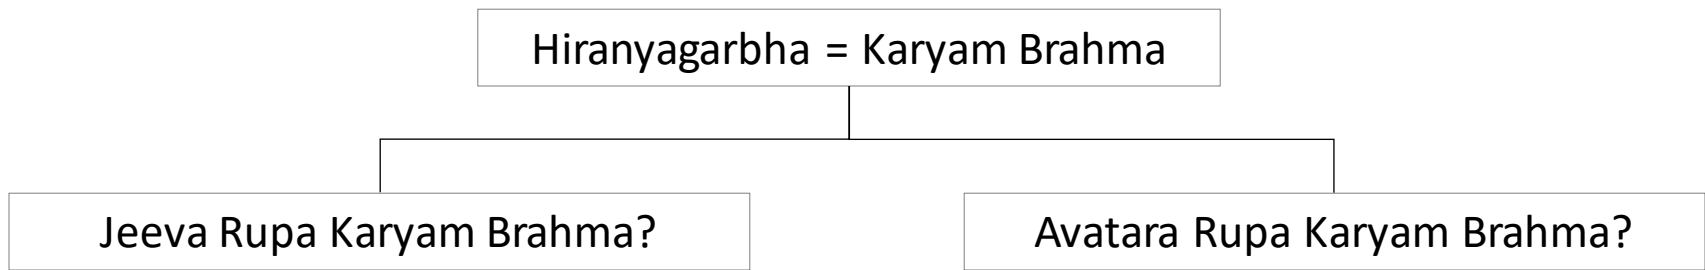 Hiranyagarbha = Karyam Brahma
Jeeva Rupa Karyam Brahma?
Avatara Rupa Karyam Brahma?